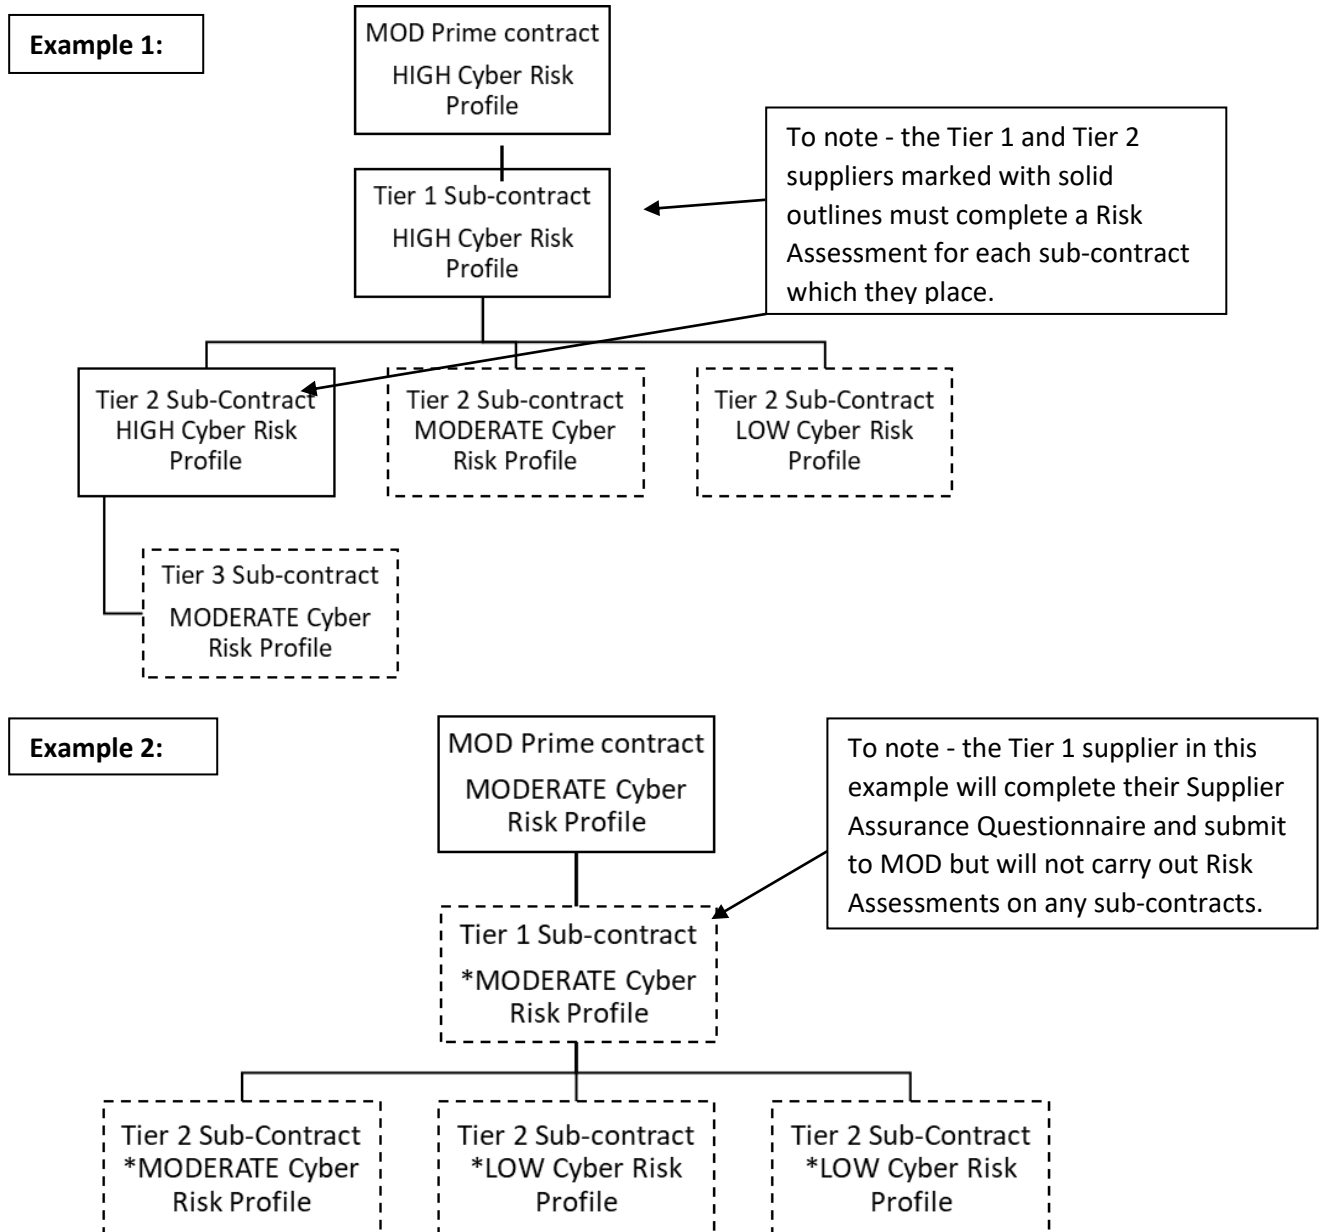 Example 1:
MOD Prime contract
HIGH Cyber Risk
Profile
To note - the Tier 1 and Tier 2
suppliers marked with solid
outlines must complete a Risk
Assessment for each sub-contract
which they place.
Tier 1 Sub-contract
HIGH Cyber Risk
Profile
Tier 2 Sub-Contract
HIGH Cyber Risk
Profile
Tier 2 Sub-contract
MODERATE Cyber
Risk Profile
Tier 2 Sub-Contract
LOW Cyber Risk
Profile
Tier 3 Sub-contract
MODERATE Cyber
Risk Profile
Example 2:
MOD Prime contract
MODERATE Cyber
Risk Profile
To note - the Tier 1 supplier in this
example will complete their Supplier
Assurance Questionnaire and submit
to MOD but will not carry out Risk
Assessments on any sub-contracts.
Tier 1 Sub-contract
*MODERATE Cyber
Risk Profile
Tier 2 Sub-Contract
*MODERATE Cyber
Risk Profile
Tier 2 Sub-contract
*LOW Cyber Risk
Profile
Tier 2 Sub-Contract
*LOW Cyber Risk
Profile